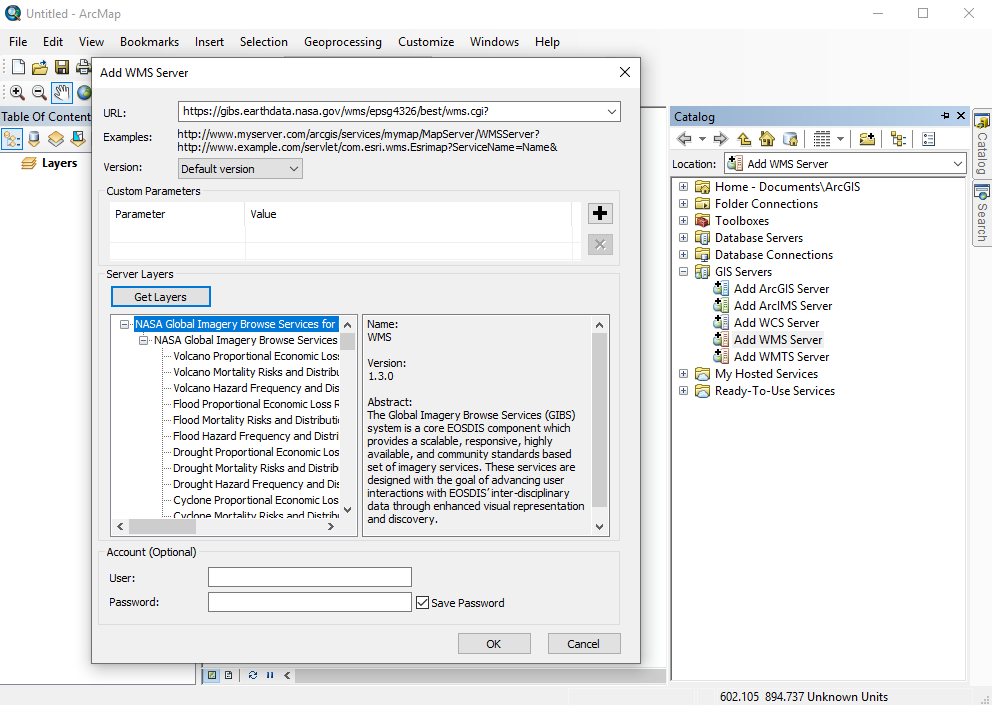 Untitled - ArcMap
File Edit View Bookmarks Insert Selection Geoprocessing Customize Windows Help
Table Of Content
Layers
Add WMS Server
URL: https://gibs.earthdata.nasa.gov/wms/epsg4326/best/wms.cgi?
Examples: http://www.myserver.com/arcgis/services/mymap/MapServer/WMSServer?
http://www.example.com/servlet/com.esri.wms.Esrimap?ServiceName=Name&
Version: Default version
Custom Parameters
Parameter Value
Server Layers
Get Layers
NASA Global Imagery Browse Services for
NASA Global Imagery Browse Services
Volcano Proportional Economic Los
Volcano Mortality Risks and Distribu
Volcano Hazard Frequency and Dis
Flood Proportional Economic Loss R
Flood Mortality Risks and Distributi
Flood Hazard Frequency and Distri
Drought Proportional Economic Los
Drought Mortality Risks and Distrib
Drought Hazard Frequency and Dis
Cyclone Proportional Economic Los
Cyclone Mortality Risks and Distrib
Name:
WMS
Version:
1.3.0
Abstract:
The Global Imagery Browse Services (GIBS)
system is a core EOSDIS component which
provides a scalable, responsive, highly
available, and community standards based
set of imagery services. These services are
designed with the goal of advancing user
interactions with EOSDIS’ inter-disciplinary
data through enhanced visual representation
and discovery.
Account (Optional)
User:
Password:
Save Password
OK Cancel
Catalog
Location: Add WMS Server
Home - Documents\ArcGIS
Folder Connections
Toolboxes
Database Servers
Database Connections
GIS Servers
Add ArcGIS Server
Add ArcIMS Server
Add WCS Server
Add WMS Server
Add WMTS Server
My Hosted Services
Ready-To-Use Services
Catalog
Search
602.105 894.737 Unknown Units